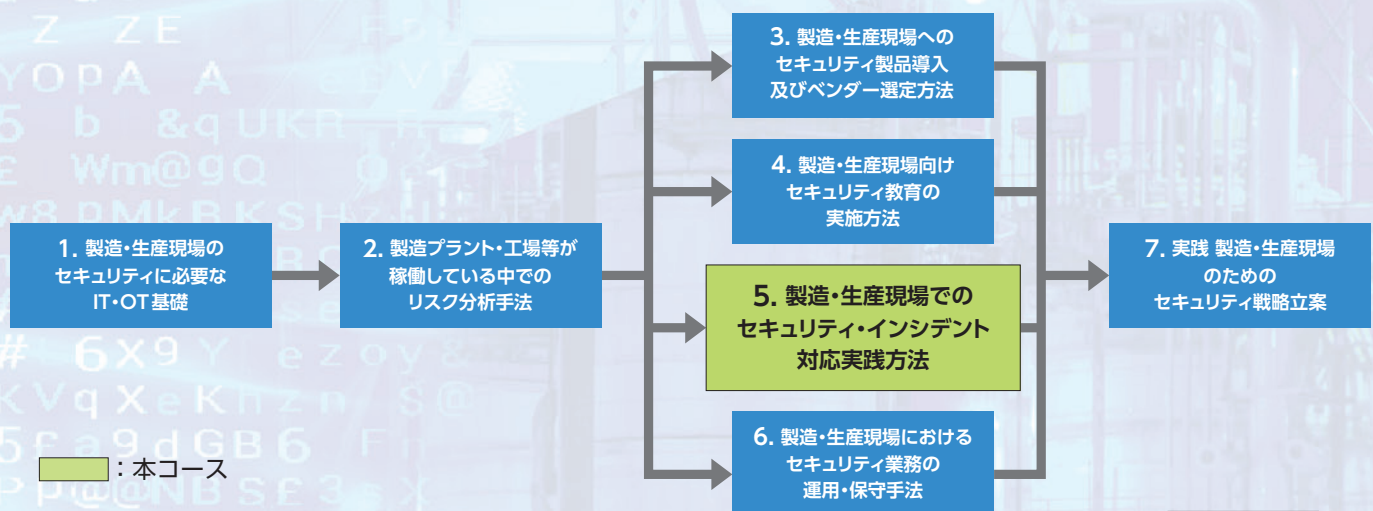 1. 製造・生産現場の
セキュリティに必要な
IT・OT基礎
2. 製造プラント・工場等が
稼働している中での
リスク分析手法
3. 製造・生産現場への
セキュリティ製品導入
及びベンダー選定方法
4. 製造・生産現場向け
セキュリティ教育の
実施方法
5. 製造・生産現場での
セキュリティ・インシデント
対応実践方法
6. 製造・生産現場における
セキュリティ業務の
運用・保守手法
7. 実践 製造・生産現場
のための
セキュリティ戦略立案
：本コース